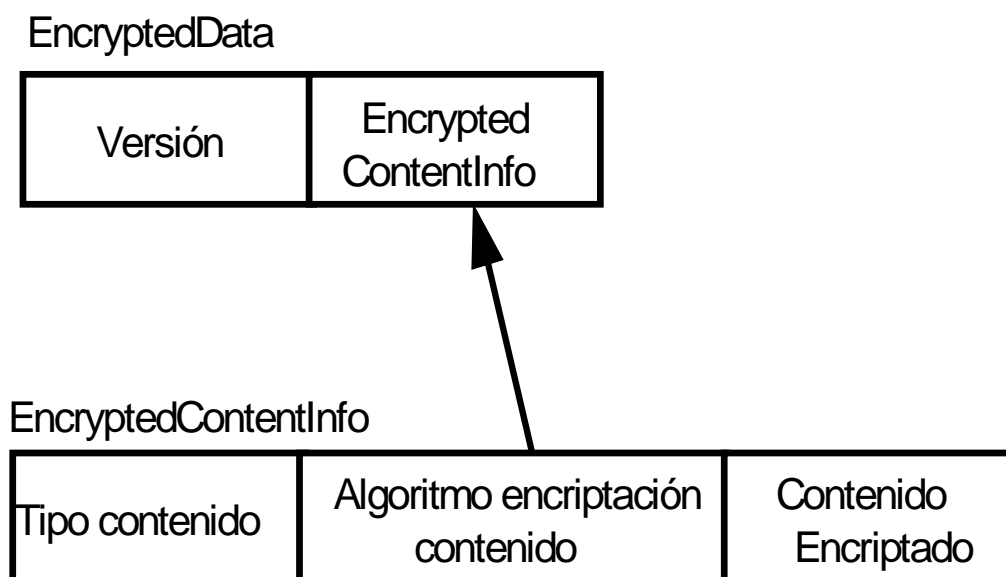 EncryptedData
Versión
Encrypted
ContentInfo
EncryptedContentInfo
Tipo contenido
Algoritmo encriptación
contenido
Contenido
Encriptado